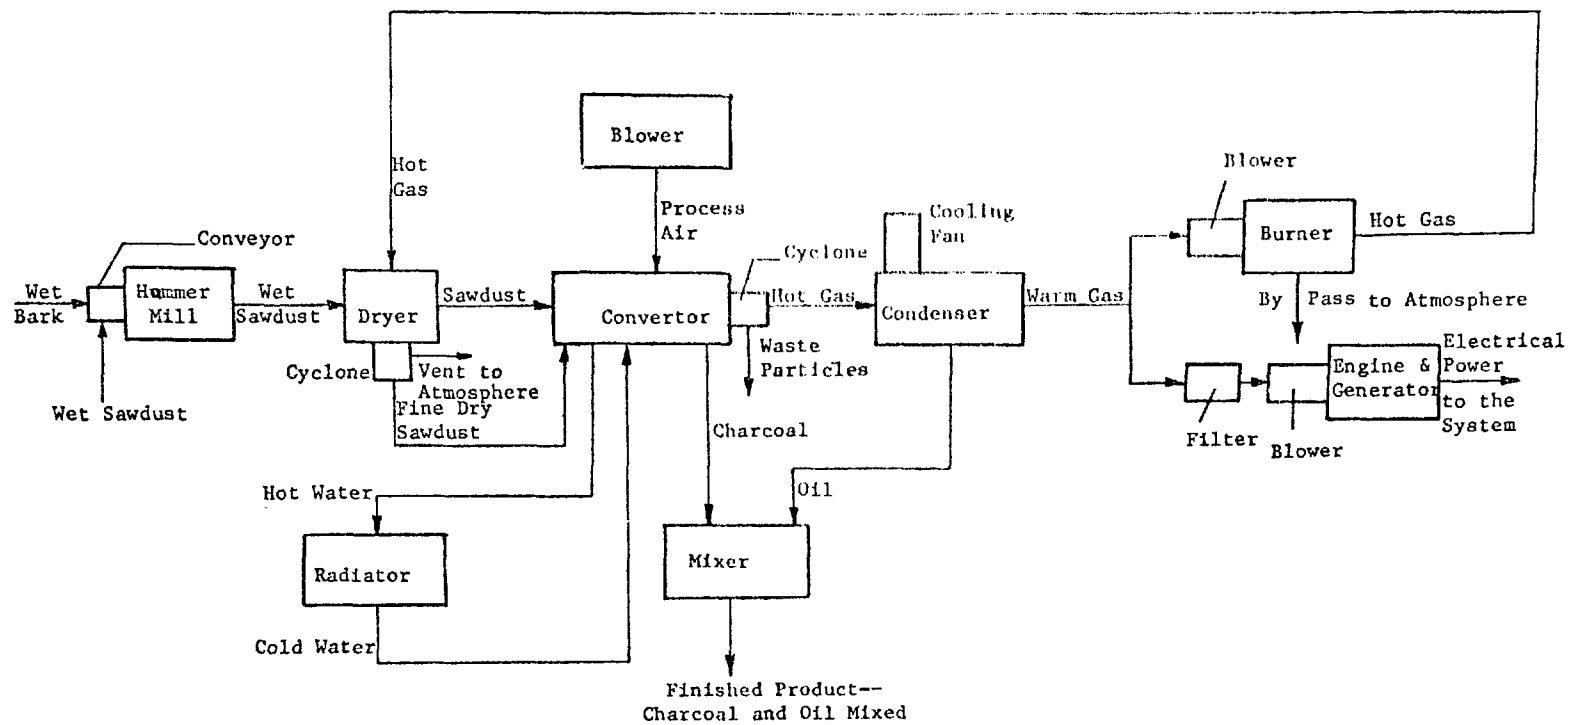 Hot
Gas
Blower
Process
Air
Blower
Burner
Hot Gas
Cooling
Fan
Conveyor
Cyclone
Wet
Bark
Hammer
Mill
Wet
Sawdust
Dryer
Sawdust
Convertor
Hot Gas
Condenser
Warm Gas
By Pass to Atmosphere
Cyclone
Vent to
Atmosphere
Fine Dry
Sawdust
Wet Sawdust
Waste
Particles
Engine &
Generator
Electrical
Power
to the
System
Filter
Blower
Charcoal
Oil
Hot Water
Radiator
Mixer
Cold Water
Finished Product--
Charcoal and Oil Mixed